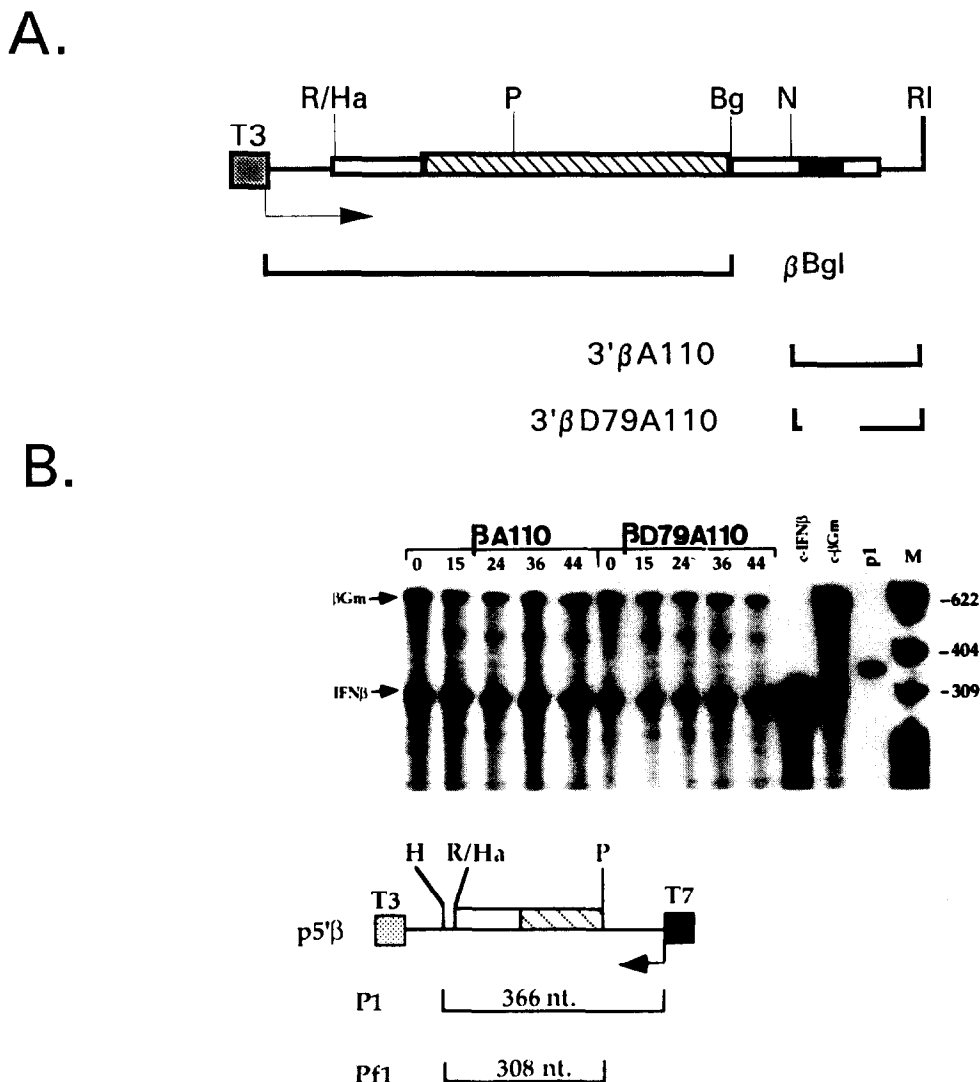 A.
R/Ha P Bg N RI
T3
βBgl
3'βA110
3'βD79A110
B.
βA110 βD79A110 c-IFNβ c-βGm p1 M
0 15 24 36 44 0 15 24 36 44
βGm -622
-404
IFNβ -309
H R/Ha P
T3 T7
p5'β
P1 366 nt.
Pf1 308 nt.